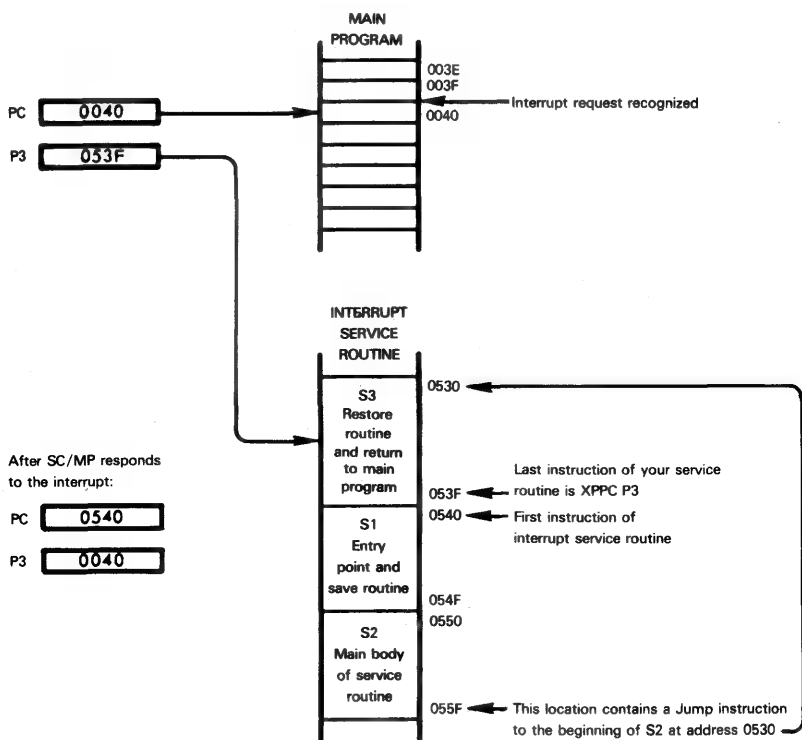 MAIN
PROGRAM
003E
003F
Interrupt request recognized
PC 0040
0040
P3 053F
INTERRUPT
SERVICE
ROUTINE
0530
S3
Restore
routine
and return
to main
program
After SC/MP responds
to the interrupt:
Last instruction of your service
053F
routine is XPPC P3
PC 0540
0540
First instruction of
interrupt service routine
S1
Entry
point and
save routine
P3 0040
054F
0550
S2
Main body
of service
routine
055F
This location contains a Jump instruction
to the beginning of S2 at address 0530